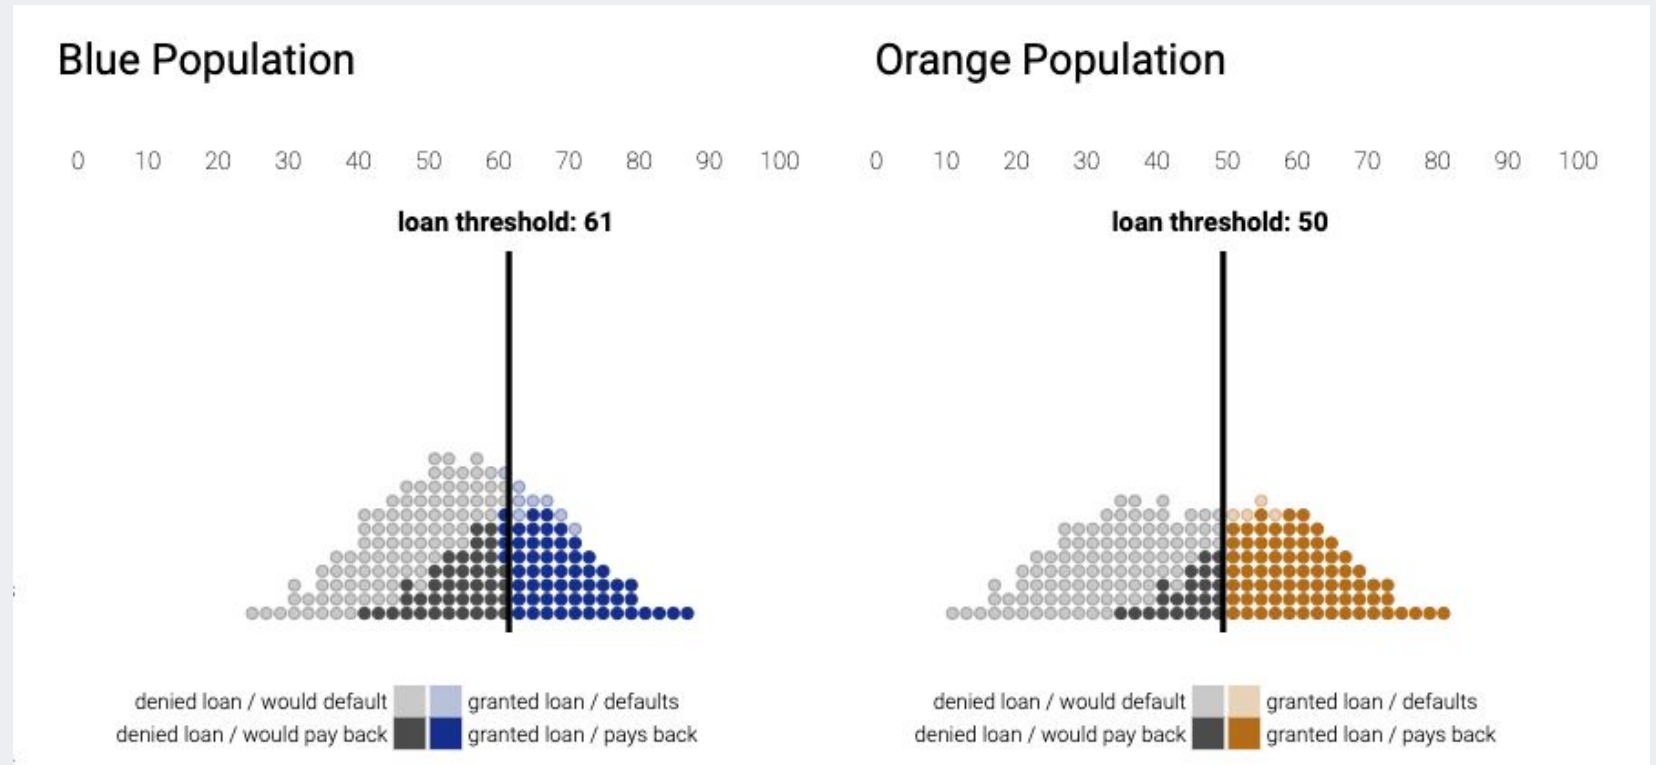 Blue Population
0 10 20 30 40 50 60 70 80 90 100
loan threshold: 61
denied loan / would default
granted loan / defaults
denied loan / would pay back
granted loan / pays back
Orange Population
0 10 20 30 40 50 60 70 80 90 100
loan threshold: 50
denied loan / would default
granted loan / defaults
denied loan / would pay back
granted loan / pays back